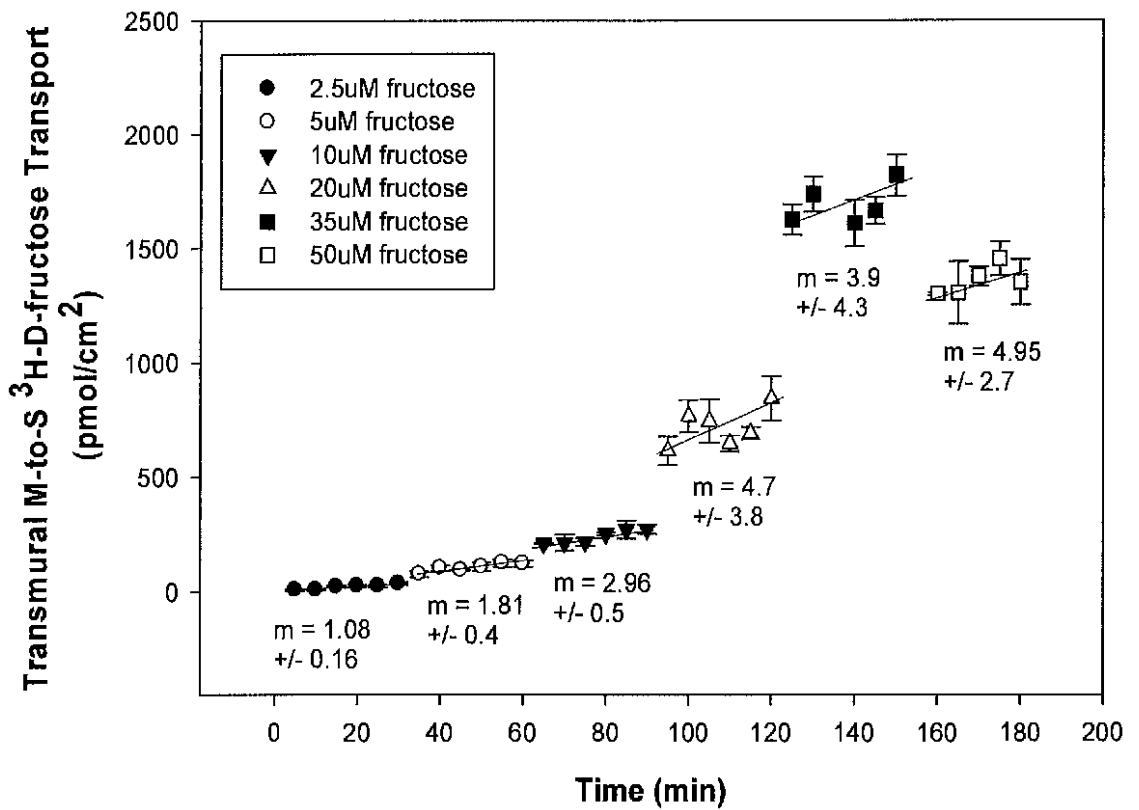 Transmural M-to-S ³H-D-fructose Transport
(pmol/cm²)
2500
2000
1500
1000
500
0
2.5uM fructose
5uM fructose
10uM fructose
20uM fructose
35uM fructose
50uM fructose
m = 3.9
+/- 4.3
m = 4.95
+/- 2.7
m = 4.7
+/- 3.8
m = 2.96
+/- 0.5
m = 1.81
+/- 0.4
m = 1.08
+/- 0.16
0 20 40 60 80 100 120 140 160 180 200
Time (min)